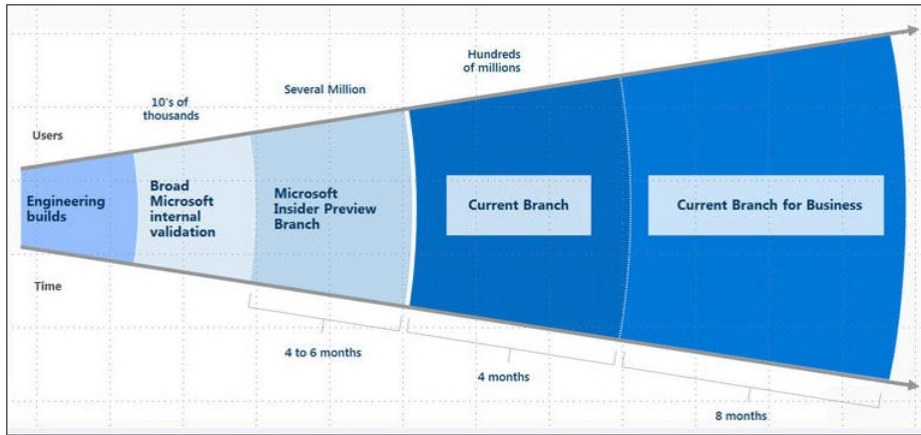 Hundreds
of millions
Several Million
10's of
thousands
Users
Engineering
builds
Broad
Microsoft
internal
validation
Microsoft
Insider Preview
Branch
Current Branch
Current Branch for Business
Time
4 to 6 months
4 months
8 months